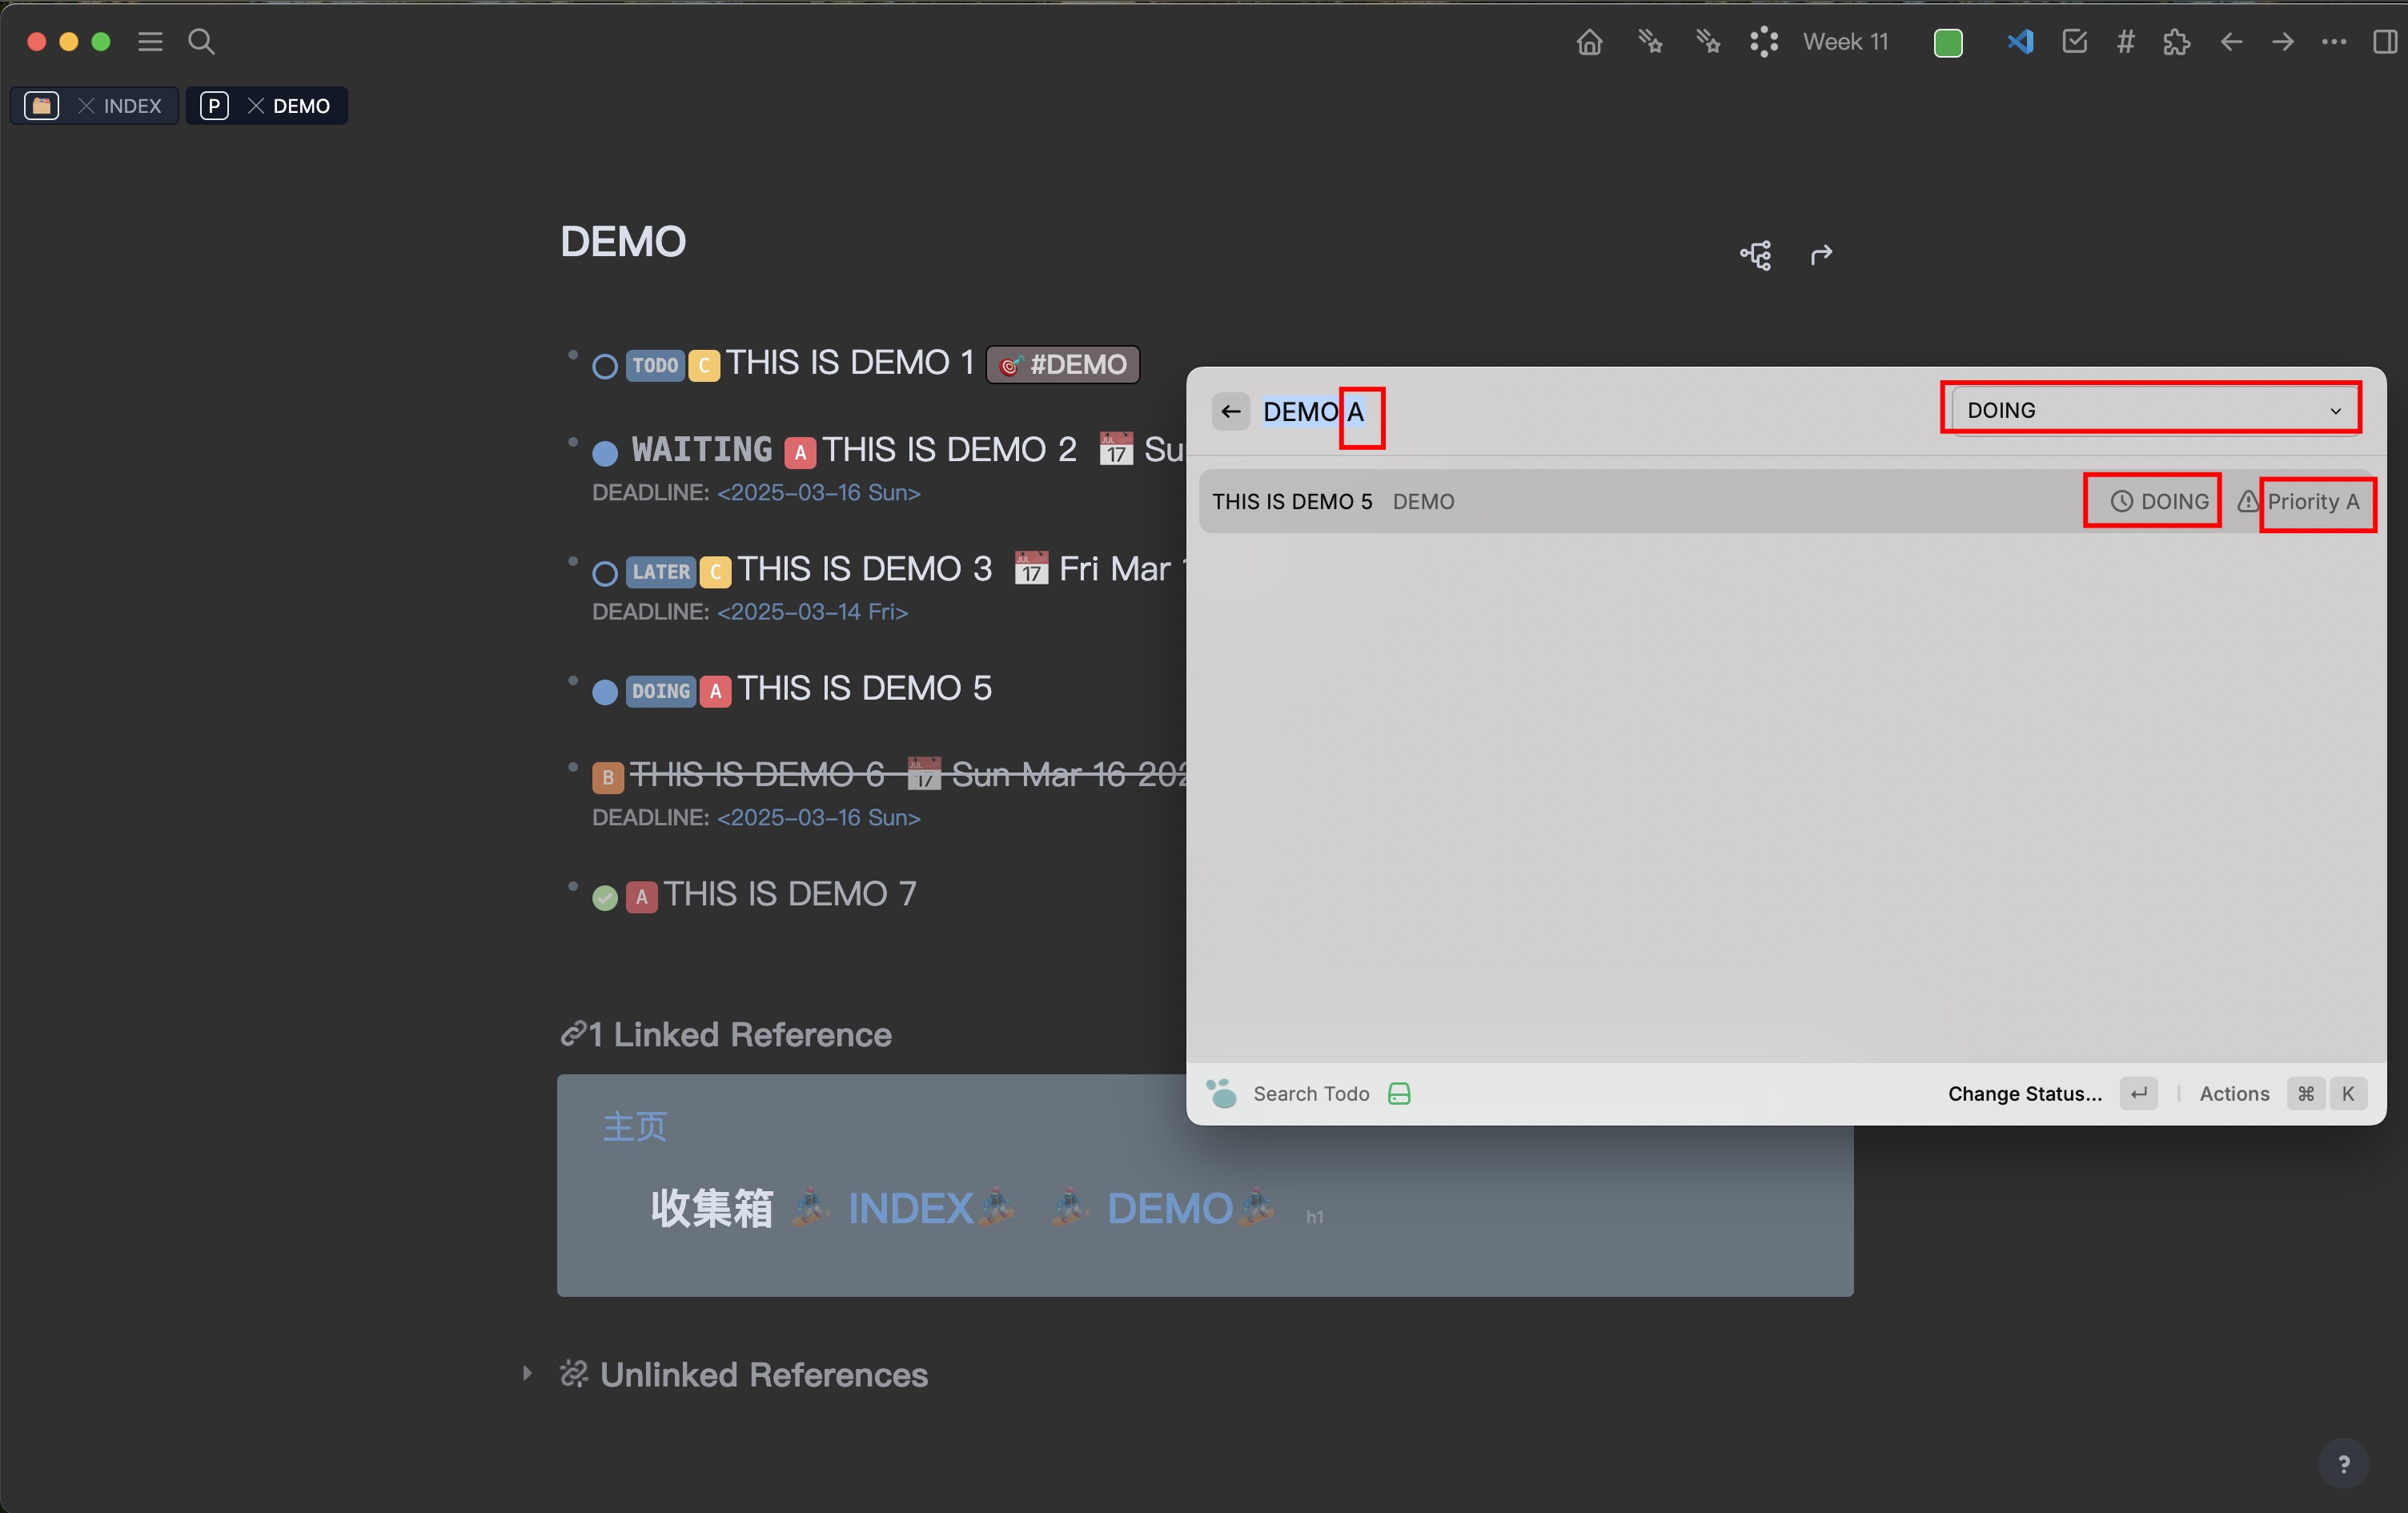 Week 11
INDEX
P DEMO
DEMO
TODO C THIS IS DEMO 1 #DEMO
WAITING A THIS IS DEMO 2 JUL 17 Su
DEADLINE: <2025-03-16 Sun>
LATER C THIS IS DEMO 3 JUL 17 Fri Mar
DEADLINE: <2025-03-14 Fri>
DOING A THIS IS DEMO 5
B THIS IS DEMO 6 JUL 17 Sun Mar 16 202
DEADLINE: <2025-03-16 Sun>
A THIS IS DEMO 7
1 Linked Reference
主页
收集箱 INDEX DEMO h1
Unlinked References
DEMO A
DOING
THIS IS DEMO 5 DEMO DOING Priority A
Search Todo Change Status... Actions ⌘ K
?